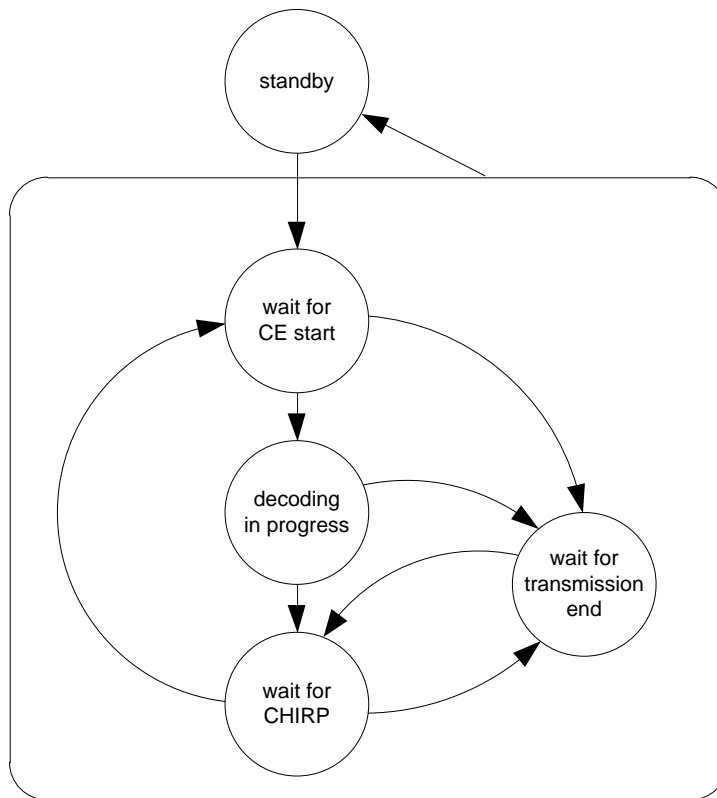 standby
wait for
CE start
decoding
in progress
wait for
transmission
end
wait for
CHIRP